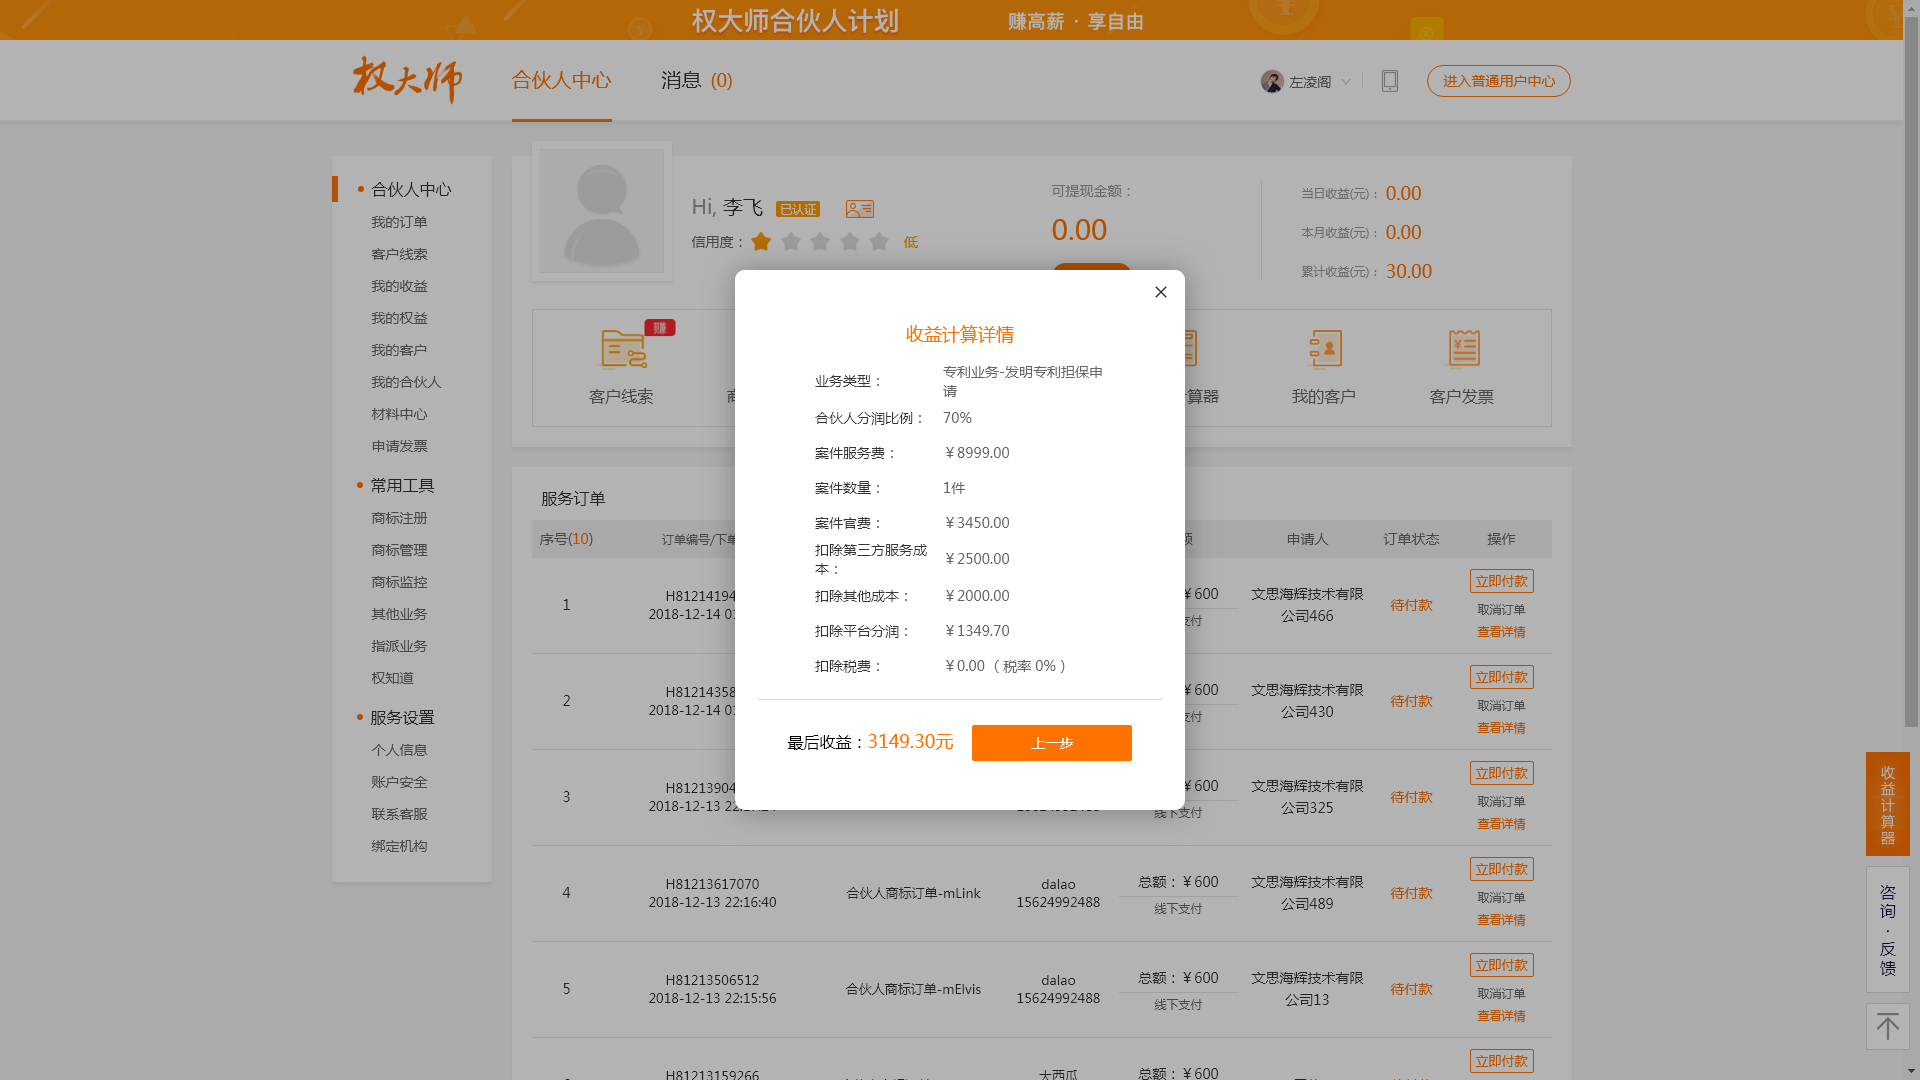 权大师合伙人计划
赚高薪 · 享自由
权大师
合伙人中心
消息 (0)
左凌阁
进入普通用户中心
合伙人中心
我的订单
客户线索
我的收益
我的权益
我的客户
我的合伙人
材料中心
申请发票
常用工具
商标注册
商标管理
商标监控
其他业务
指派业务
权知道
服务设置
个人信息
账户安全
联系客服
绑定机构
Hi, 李飞
已认证
信用度：
低
可提现金额：
0.00
当日收益(元)： 0.00
本月收益(元)： 0.00
累计收益(元)： 30.00
赚
客户线索
算器
我的客户
客户发票
收益计算详情
业务类型：
专利业务-发明专利担保申
请
合伙人分润比例： 70%
案件服务费： ￥8999.00
案件数量： 1件
案件官费： ￥3450.00
扣除第三方服务成
本：
￥2500.00
扣除其他成本： ￥2000.00
扣除平台分润： ￥1349.70
扣除税费： ￥0.00（ 税率 0% ）
最后收益：3149.30元
上一步
服务订单
序号(10)
订单编号/下单
申请人
订单状态
操作
1
H81214194
2018-12-14 0
￥600
支付
文思海辉技术有限
公司466
待付款
立即付款
取消订单
查看详情
2
H81214358
2018-12-14 0
￥600
支付
文思海辉技术有限
公司430
待付款
立即付款
取消订单
查看详情
3
H81213904
2018-12-13 22
￥600
线下支付
文思海辉技术有限
公司325
待付款
立即付款
取消订单
查看详情
4
H81213617070
2018-12-13 22:16:40
合伙人商标订单-mLink
dalao
15624992488
总额：￥600
线下支付
文思海辉技术有限
公司489
待付款
立即付款
取消订单
查看详情
5
H81213506512
2018-12-13 22:15:56
合伙人商标订单-mElvis
dalao
15624992488
总额：￥600
线下支付
文思海辉技术有限
公司13
待付款
立即付款
取消订单
查看详情
H81213159266
大西瓜
总额：￥600
立即付款
收益计算器
咨询·反馈